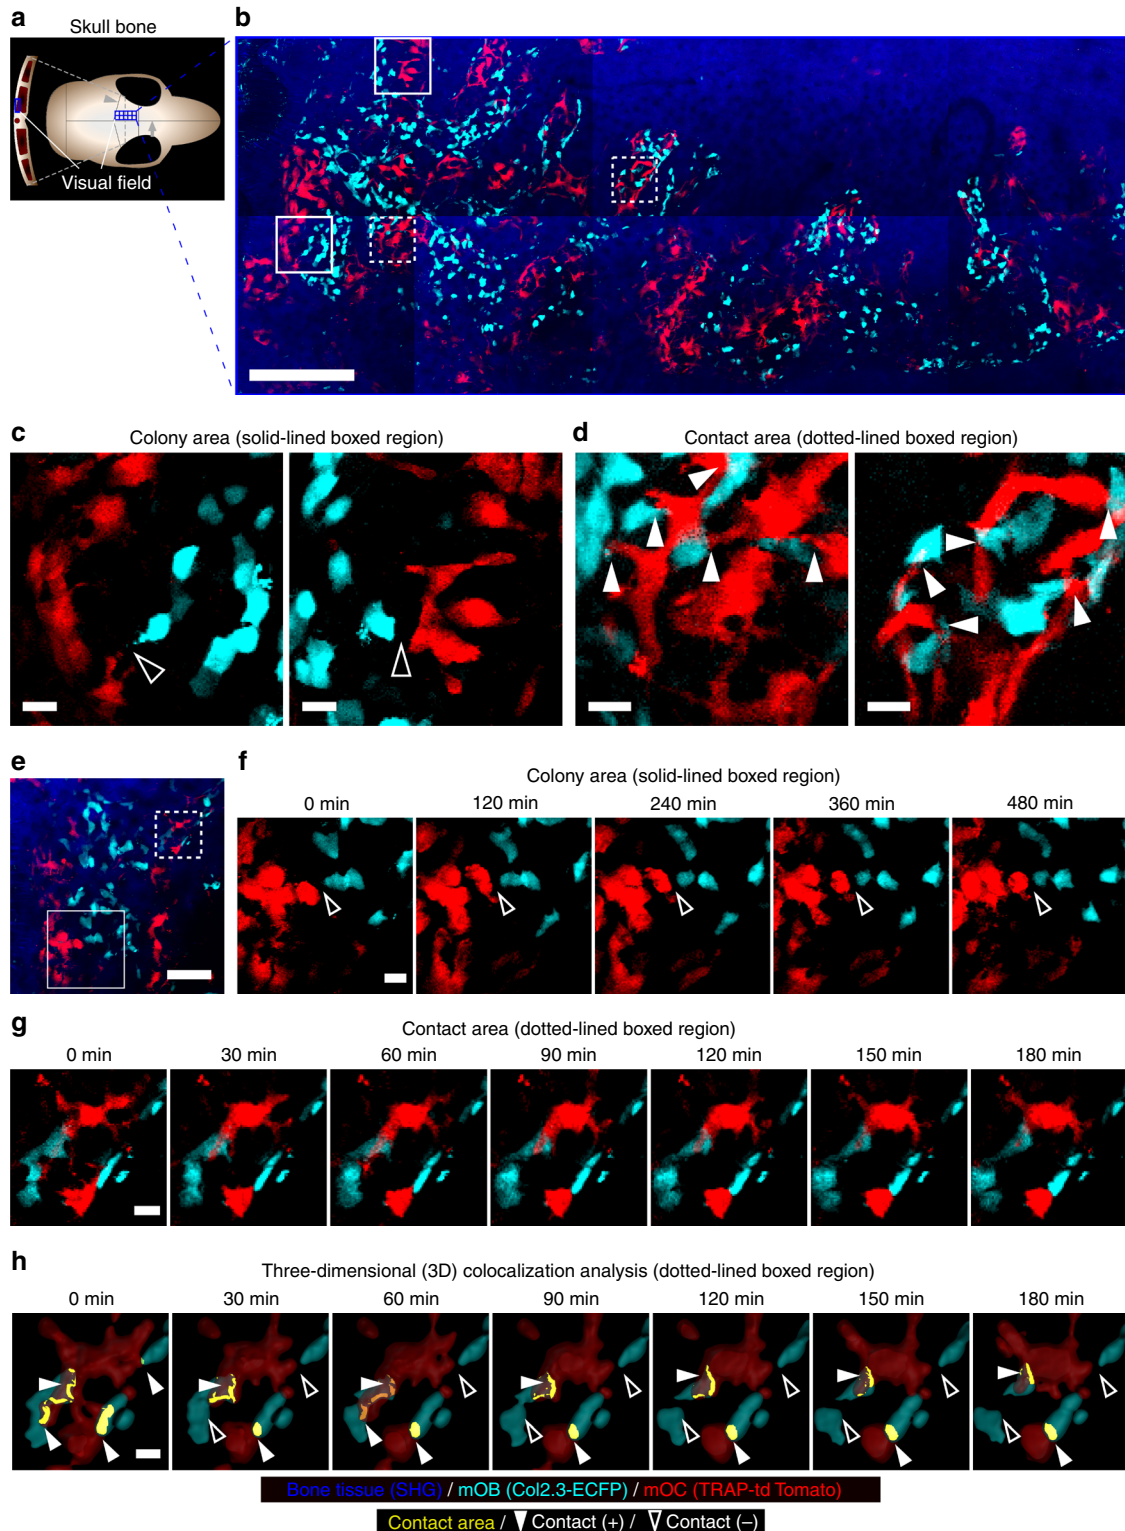 a
Skull bone
Visual field
b
c
Colony area (solid-lined boxed region)
d
Contact area (dotted-lined boxed region)
e
f
Colony area (solid-lined boxed region)
0 min 120 min 240 min 360 min 480 min
g
Contact area (dotted-lined boxed region)
0 min 30 min 60 min 90 min 120 min 150 min 180 min
h
Three-dimensional (3D) colocalization analysis (dotted-lined boxed region)
0 min 30 min 60 min 90 min 120 min 150 min 180 min
Bone tissue (SHG) / mOB (Col2.3-ECFP) / mOC (TRAP-td Tomato)
Contact area / Contact (+) / Contact (–)